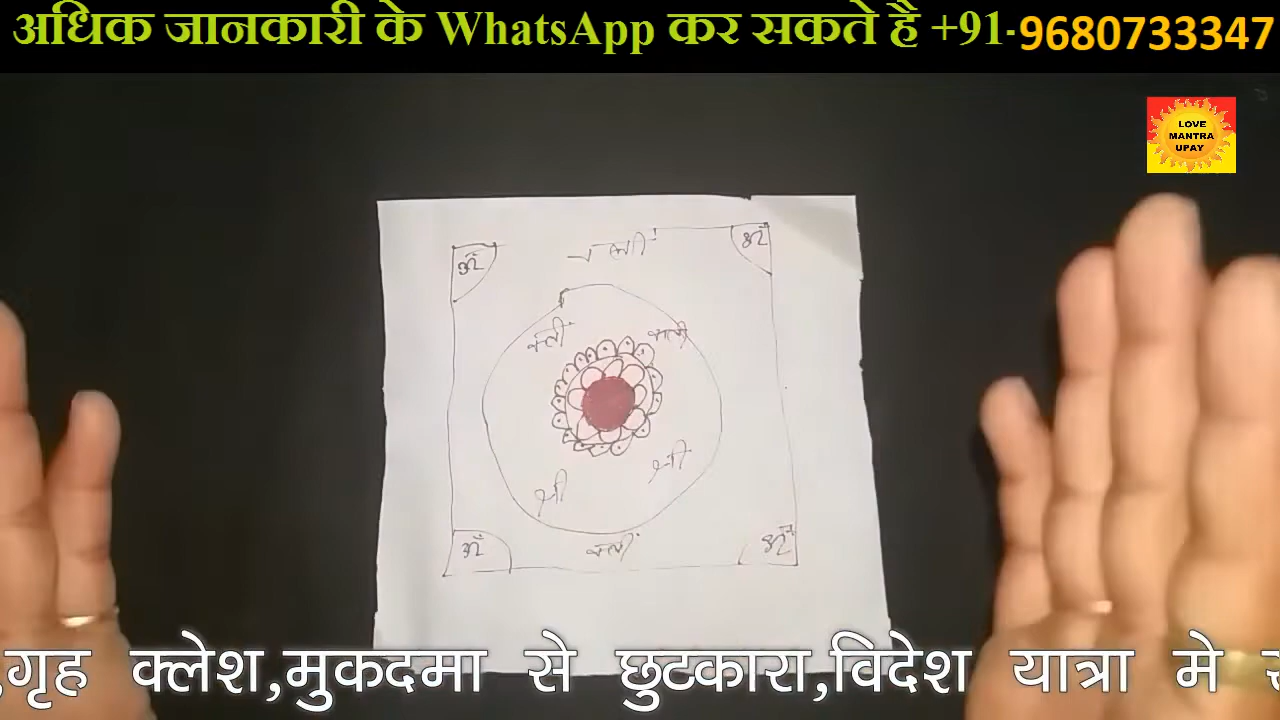 अधिक जानकारी के WhatsApp कर सकते है +91-9680733347
LOVE
MANTRA
UPAY
ॐ
ॐ
क्लीं
श्री
श्री
ॐ
क्लीं
ॐ
,गृह क्लेश,मुकदमा से छुटकारा,विदेश यात्रा मे